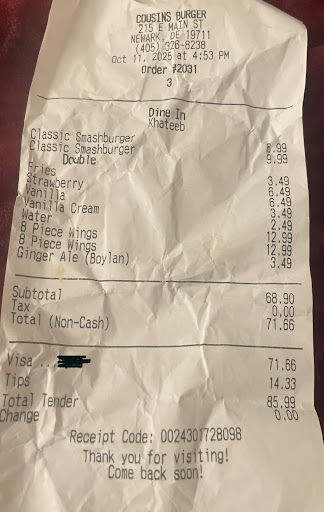 COUSINS BURGER
215 E MAIN ST
NEWARK, DE 19711
(405) 326-8238
Oct 11, 2025 at 4:53 PM
Order #2031
3
Dine In
Khateeb
Classic Smashburger 8.99
Classic Smashburger 9.99
Double
Fries 3.49
Strawberry 6.49
Vanilla 6.49
Vanilla Cream 3.49
Water 2.49
8 Piece Wings 12.99
8 Piece Wings 12.99
Ginger Ale (Boylan) 3.49
Subtotal 68.90
Tax 0.00
Total (Non-Cash) 71.66
Visa ... 71.66
Tips 14.33
Total Tender 85.99
Change 0.00
Receipt Code: 0024301728098
Thank you for visiting!
Come back soon!